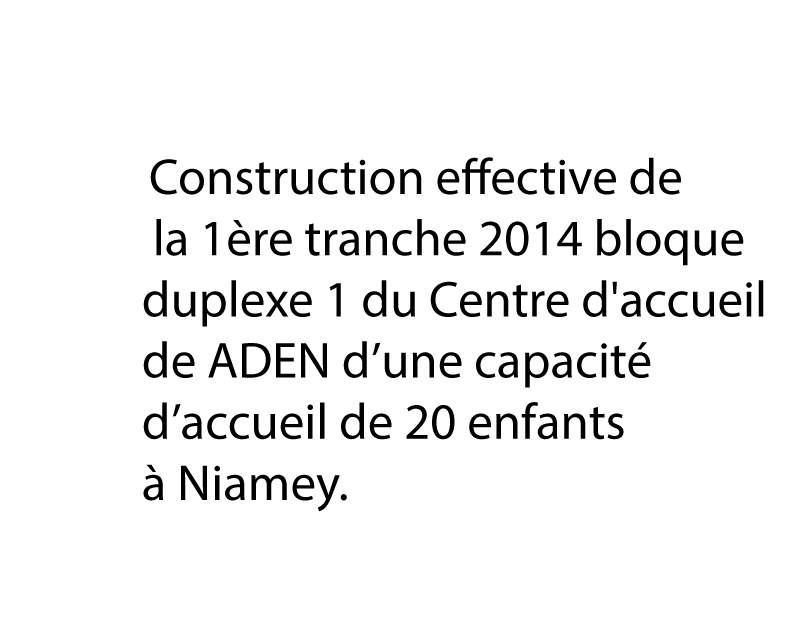 Construction effective de
la 1ère tranche 2014 bloque
duplexe 1 du Centre d'accueil
de ADEN d’une capacité
d’accueil de 20 enfants
à Niamey.